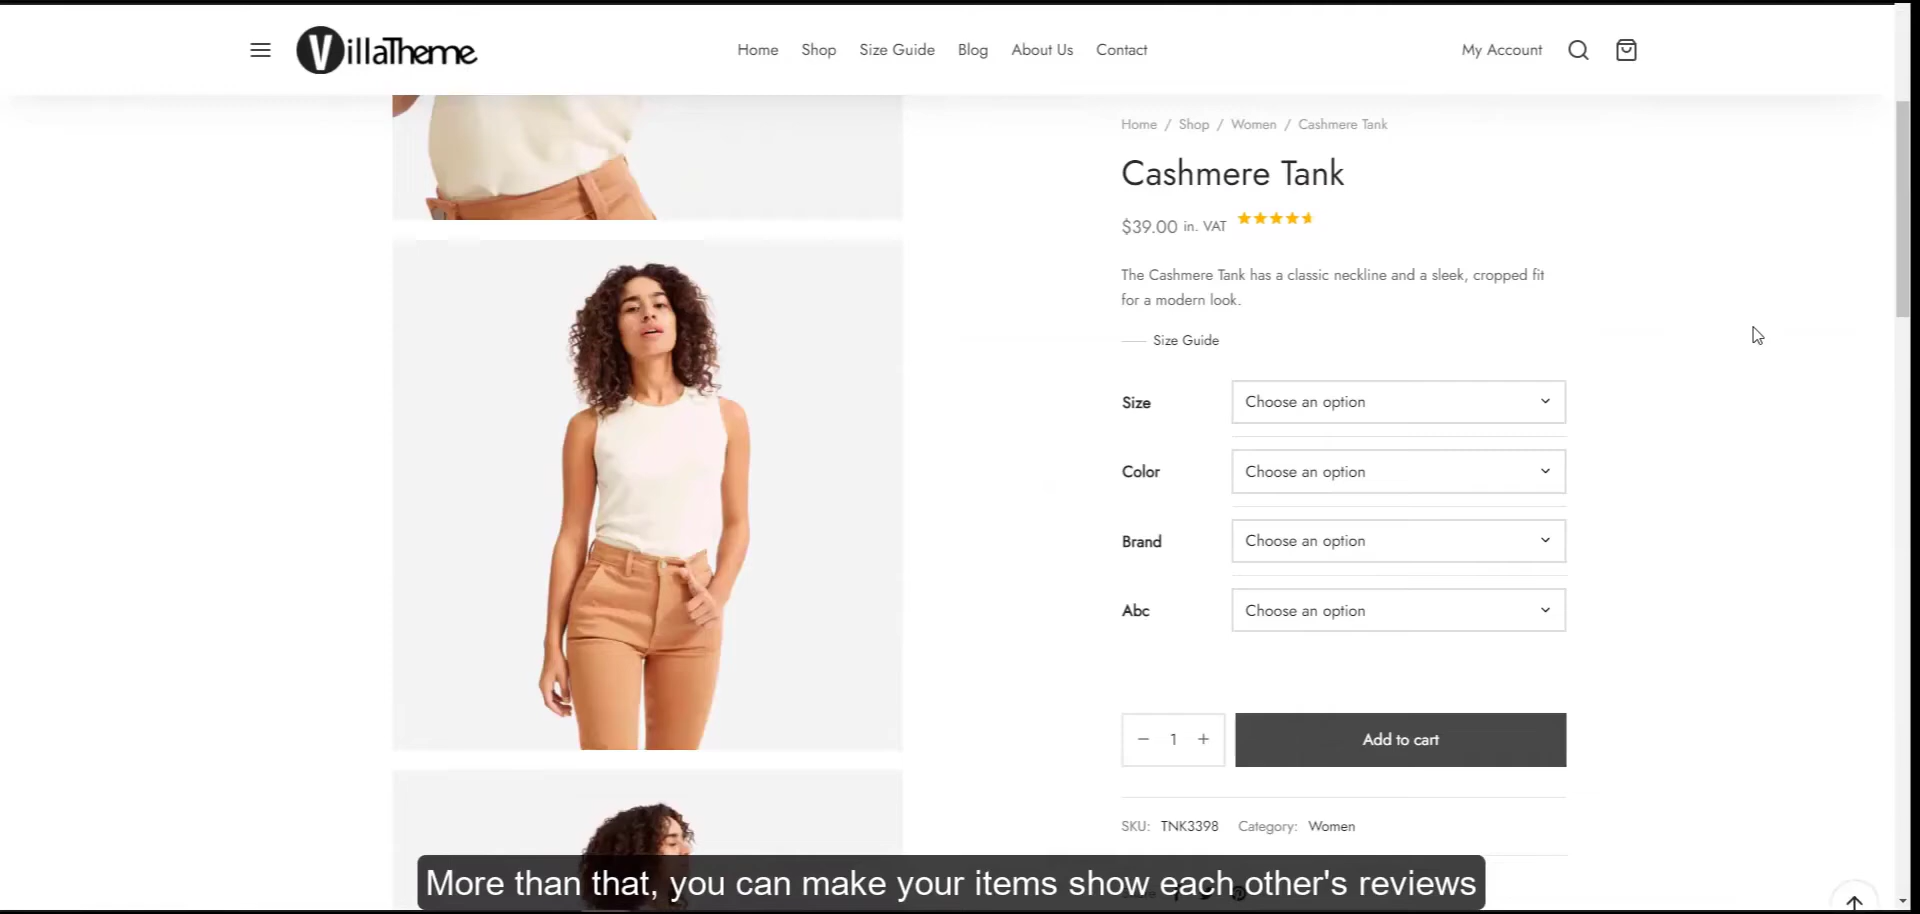 VillaTheme
Home Shop Size Guide Blog About Us Contact
My Account
Home / Shop / Women / Cashmere Tank
Cashmere Tank
$39.00 in. VAT
The Cashmere Tank has a classic neckline and a sleek, cropped fit
for a modern look.
Size Guide
Size Choose an option
Color Choose an option
Brand Choose an option
Abc Choose an option
− 1 + Add to cart
SKU: TNK3398 Category: Women
More than that, you can make your items show each other's reviews